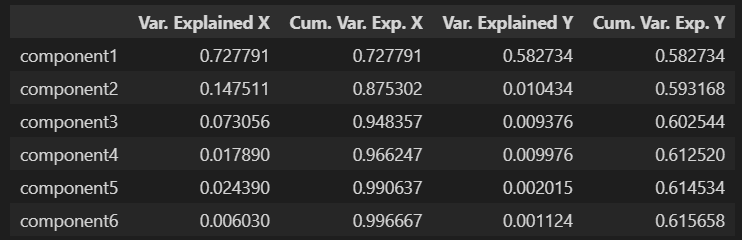 Var. Explained X Cum. Var. Exp. X Var. Explained Y Cum. Var. Exp. Y
component1 0.727791 0.727791 0.582734 0.582734
component2 0.147511 0.875302 0.010434 0.593168
component3 0.073056 0.948357 0.009376 0.602544
component4 0.017890 0.966247 0.009976 0.612520
component5 0.024390 0.990637 0.002015 0.614534
component6 0.006030 0.996667 0.001124 0.615658